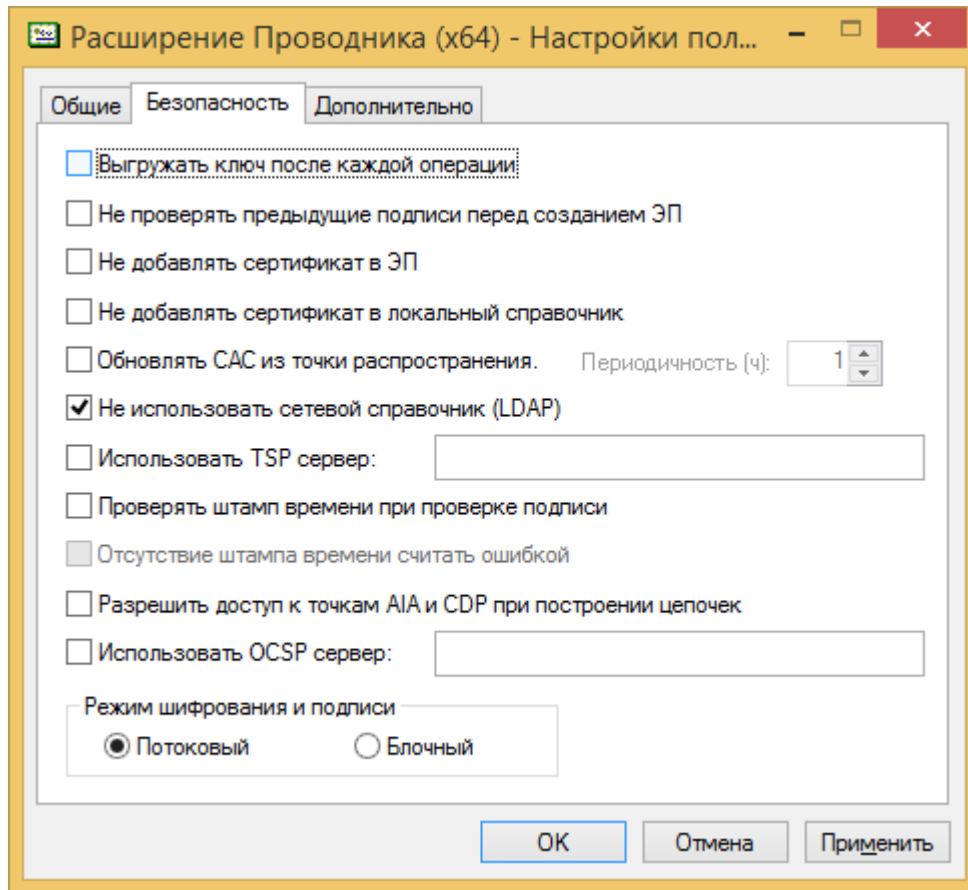 Расширение Проводника (x64) - Настройки пол...
Общие Безопасность Дополнительно
Выгружать ключ после каждой операции
Не проверять предыдущие подписи перед созданием ЭП
Не добавлять сертификат в ЭП
Не добавлять сертификат в локальный справочник
Обновлять САС из точки распространения. Периодичность (ч): 1
Не использовать сетевой справочник (LDAP)
Использовать TSP сервер:
Проверять штамп времени при проверке подписи
Отсутствие штампа времени считать ошибкой
Разрешить доступ к точкам AIA и CDP при построении цепочек
Использовать OCSP сервер:
Режим шифрования и подписи
Потоковый Блочный
OK Отмена Применить